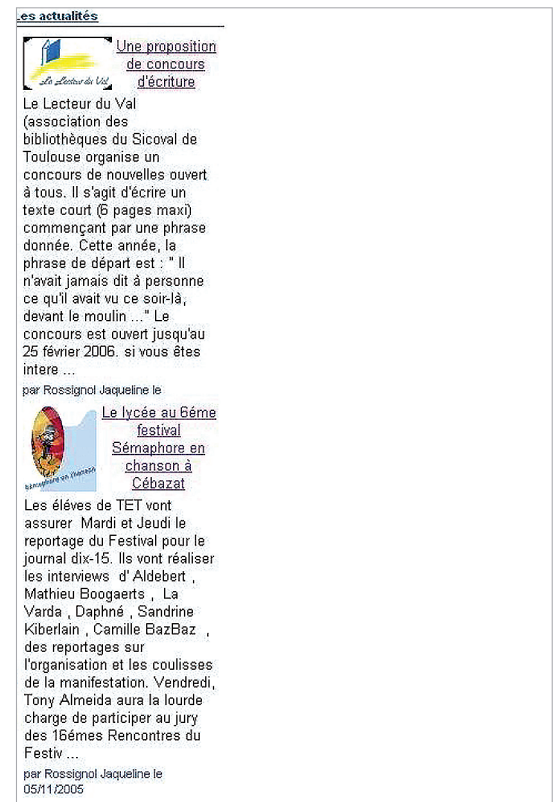 Les actualités
Une proposition
de concours
d'écriture
Le Lecteur du Val
Le Lecteur du Val
(association des
bibliothèques du Sicoval de
Toulouse organise un
concours de nouvelles ouvert
à tous. Il s'agit d'écrire un
texte court (6 pages maxi)
commençant par une phrase
donnée. Cette année, la
phrase de départ est : " Il
n'avait jamais dit à personne
ce qu'il avait vu ce soir-là,
devant le moulin ..." Le
concours est ouvert jusqu'au
25 février 2006. si vous êtes
intere ...
par Rossignol Jaqueline le
Le lycée au 6éme
festival
Sémaphore en
chanson à
Cébazat
Sémaphore en chanson
Les éléves de TET vont
assurer Mardi et Jeudi le
reportage du Festival pour le
journal dix-15. Ils vont réaliser
les interviews d' Aldebert ,
Mathieu Boogaerts , La
Varda , Daphné , Sandrine
Kiberlain , Camille BazBaz ,
des reportages sur
l'organisation et les coulisses
de la manifestation. Vendredi,
Tony Almeida aura la lourde
charge de participer au jury
des 16émes Rencontres du
Festiv ...
par Rossignol Jaqueline le
05/11/2005